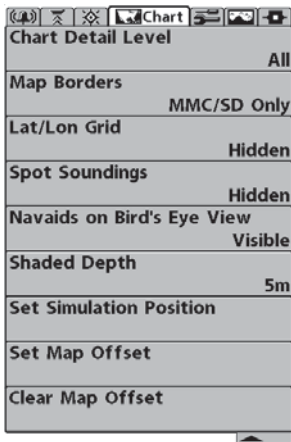 Chart
Chart Detail Level
All
Map Borders
MMC/SD Only
Lat/Lon Grid
Hidden
Spot Soundings
Hidden
Navaids on Bird's Eye View
Visible
Shaded Depth
5m
Set Simulation Position
Set Map Offset
Clear Map Offset